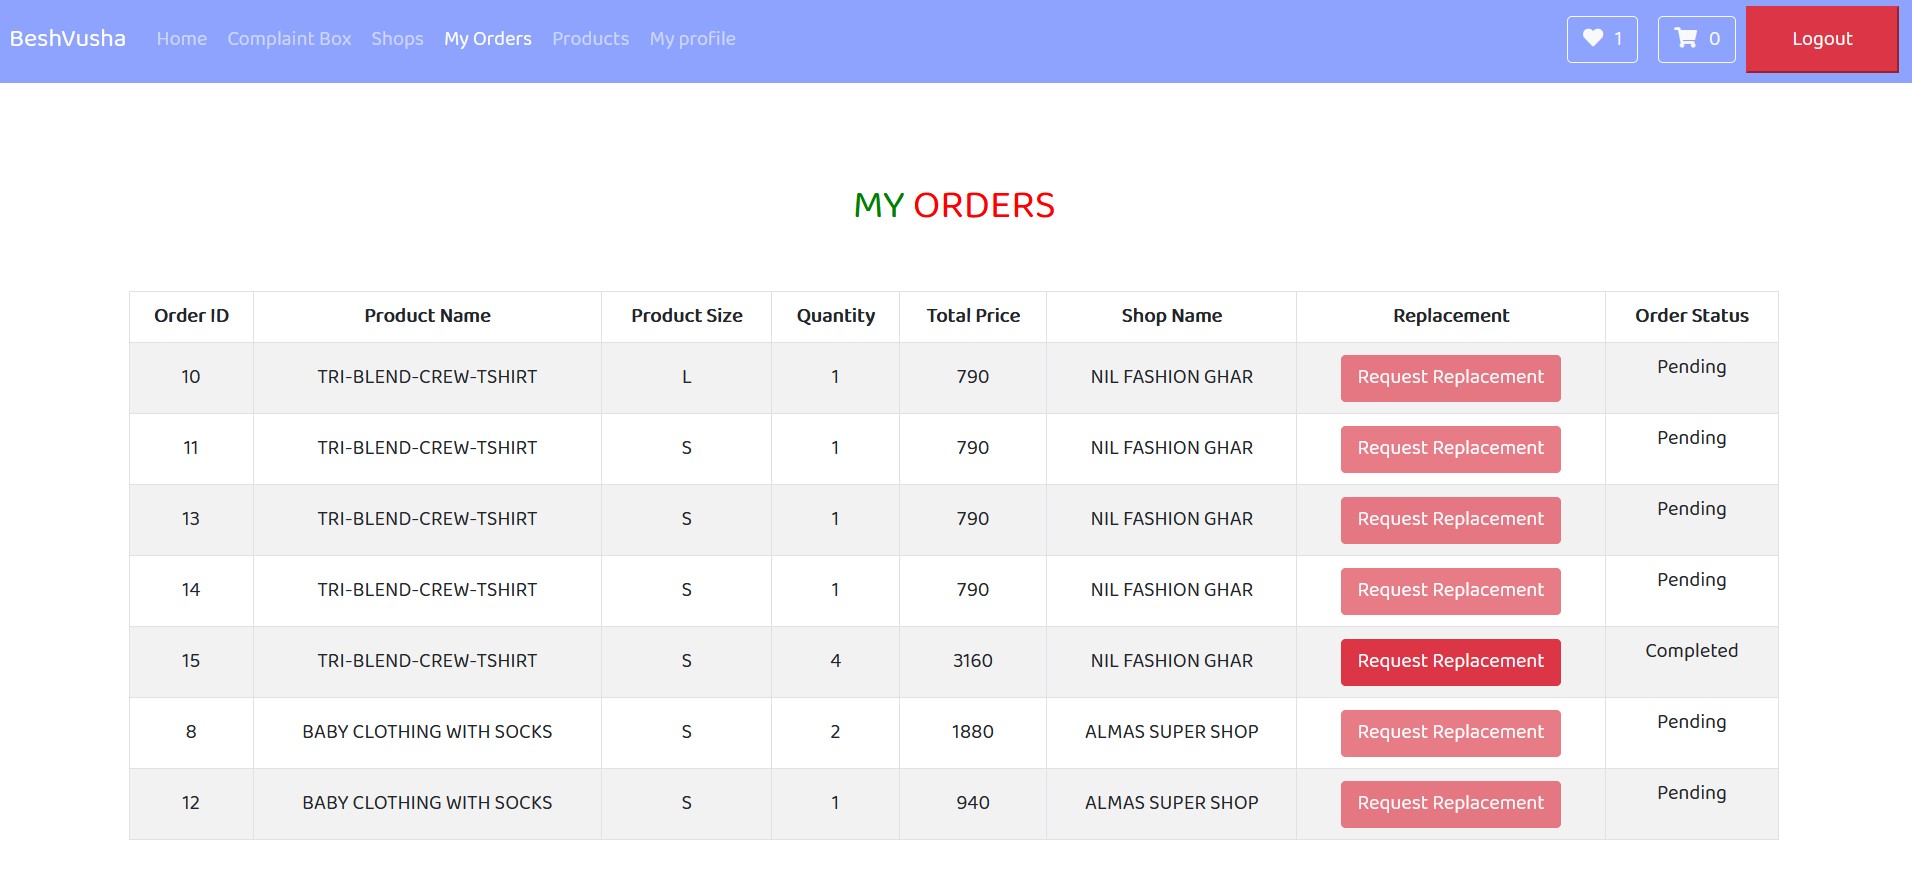 BeshVusha Home Complaint Box Shops My Orders Products My profile 1 0 Logout
MY ORDERS
Order ID Product Name Product Size Quantity Total Price Shop Name Replacement Order Status
10 TRI-BLEND-CREW-TSHIRT L 1 790 NIL FASHION GHAR Request Replacement Pending
11 TRI-BLEND-CREW-TSHIRT S 1 790 NIL FASHION GHAR Request Replacement Pending
13 TRI-BLEND-CREW-TSHIRT S 1 790 NIL FASHION GHAR Request Replacement Pending
14 TRI-BLEND-CREW-TSHIRT S 1 790 NIL FASHION GHAR Request Replacement Pending
15 TRI-BLEND-CREW-TSHIRT S 4 3160 NIL FASHION GHAR Request Replacement Completed
8 BABY CLOTHING WITH SOCKS S 2 1880 ALMAS SUPER SHOP Request Replacement Pending
12 BABY CLOTHING WITH SOCKS S 1 940 ALMAS SUPER SHOP Request Replacement Pending